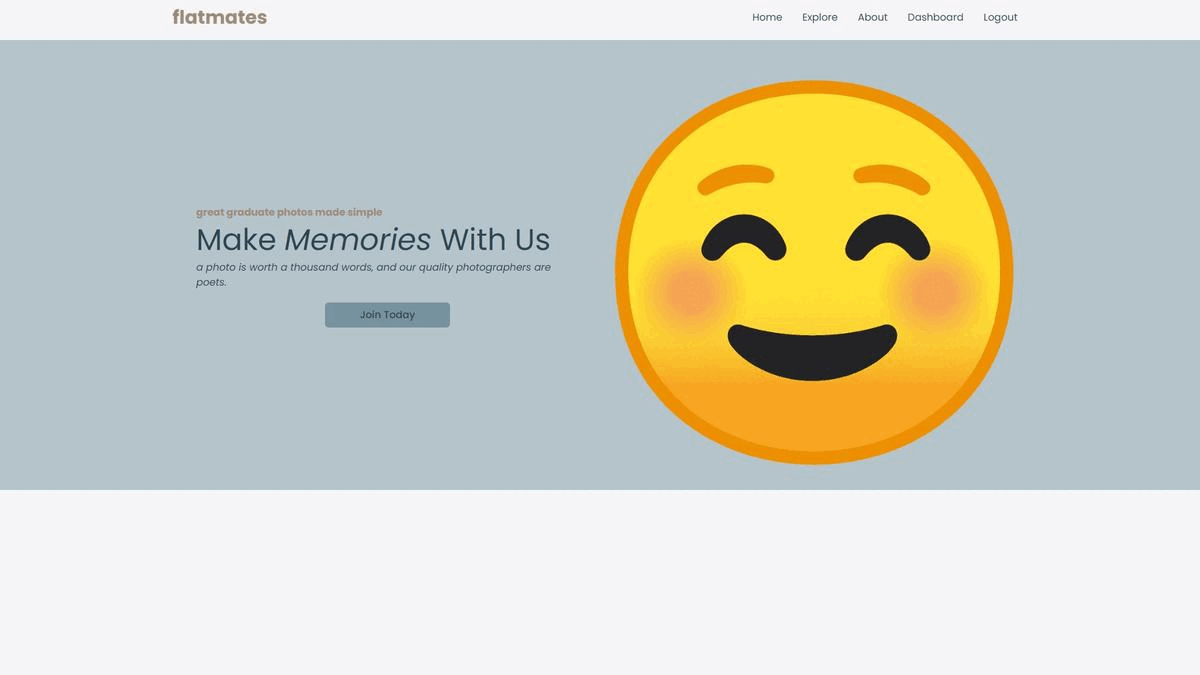 flatmates
Home Explore About Dashboard Logout
great graduate photos made simple
Make Memories With Us
a photo is worth a thousand words, and our quality photographers are
poets.
Join Today